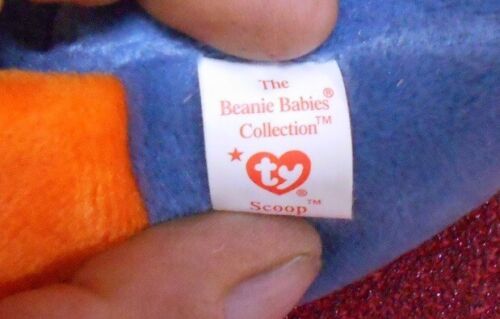 The
Beanie Babies®
Collection™
★ ty ®
Scoop™